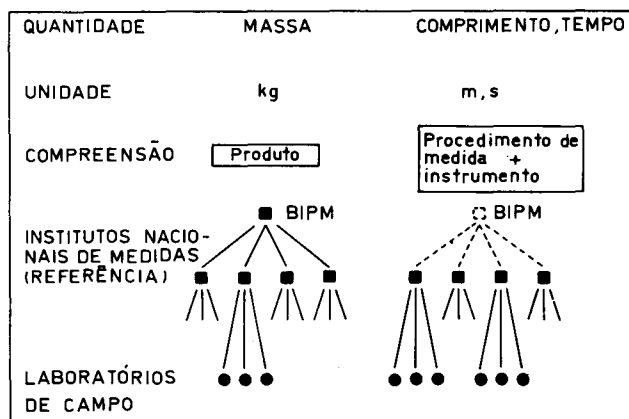 QUANTIDADE MASSA COMPRIMENTO,TEMPO
UNIDADE kg m,s
COMPREENSÃO Produto Procedimento de
medida +
instrumento
BIPM BIPM
INSTITUTOS NACIO-
NAIS DE MEDIDAS
(REFERÊNCIA)
LABORATÓRIOS
DE CAMPO